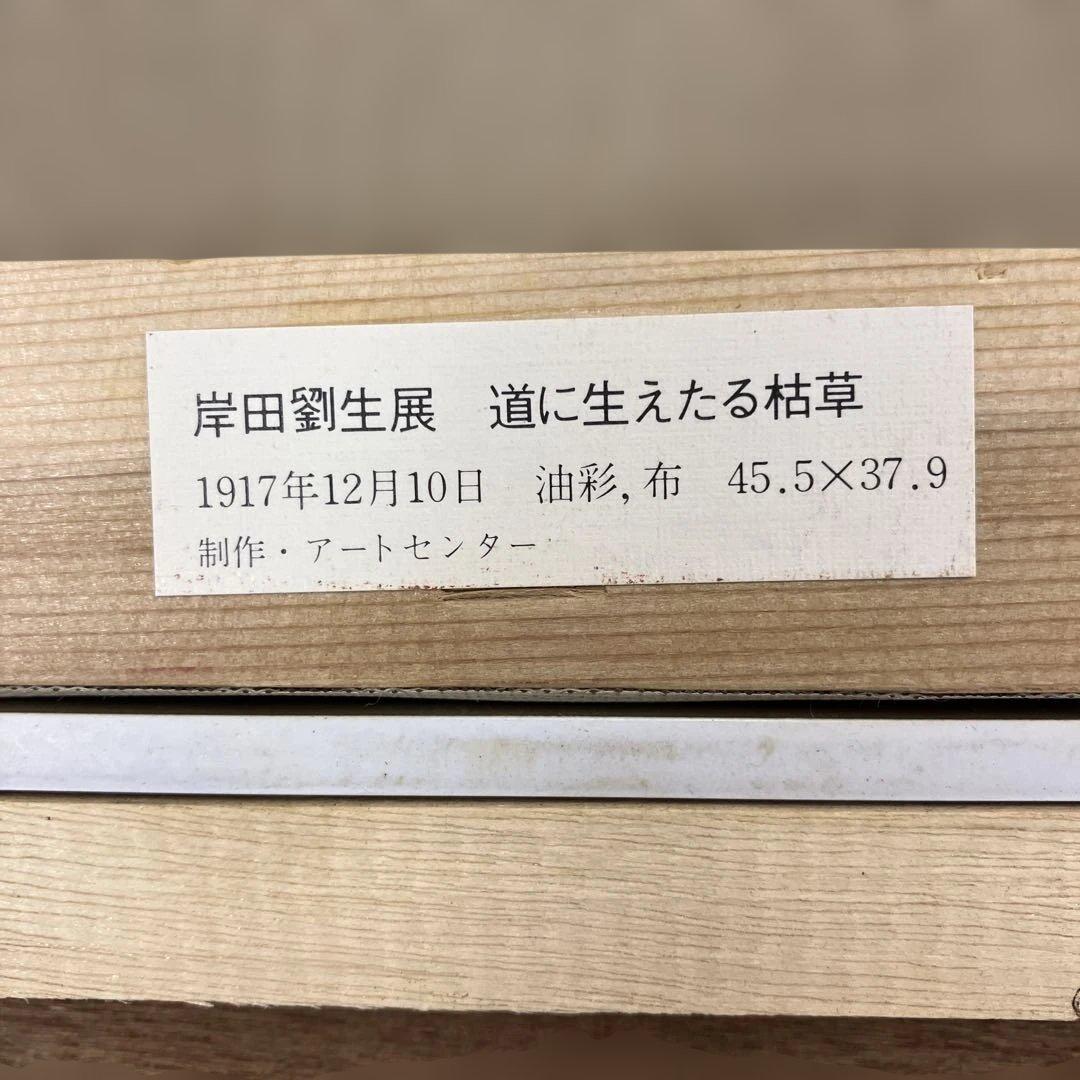 岸田劉生展　道に生えたる枯草
1917年12月10日　油彩, 布　45.5×37.9
制作・アートセンター